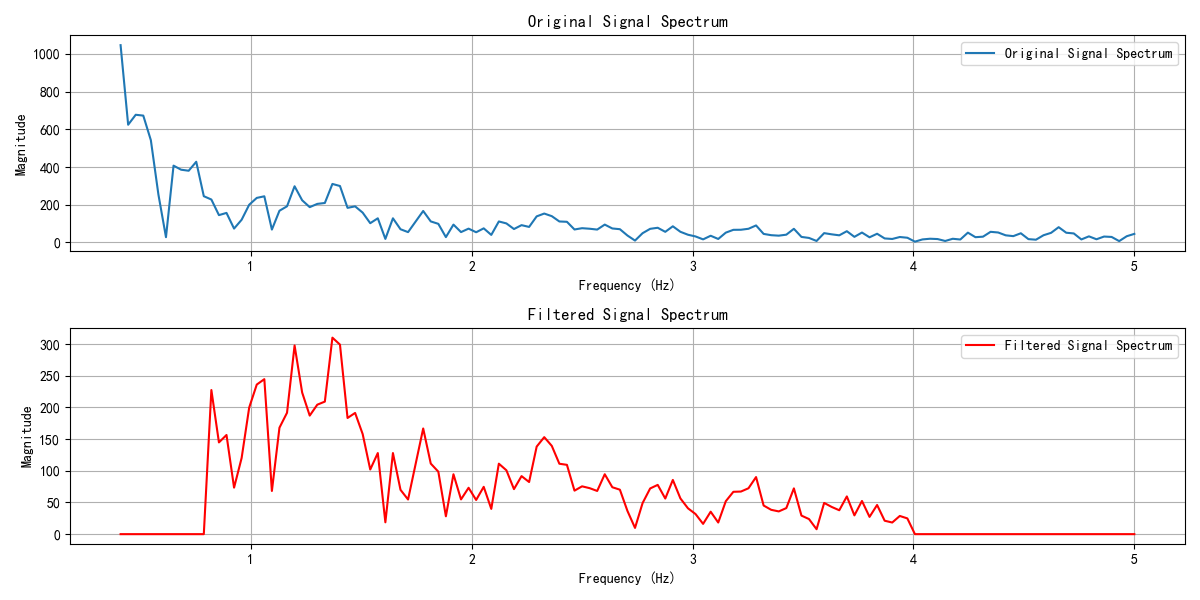 Original Signal Spectrum
1000
800
600
400
200
0
Magnitude
Original Signal Spectrum
1 2 3 4 5
Frequency (Hz)
Filtered Signal Spectrum
300
250
200
150
100
50
0
Magnitude
Filtered Signal Spectrum
1 2 3 4 5
Frequency (Hz)